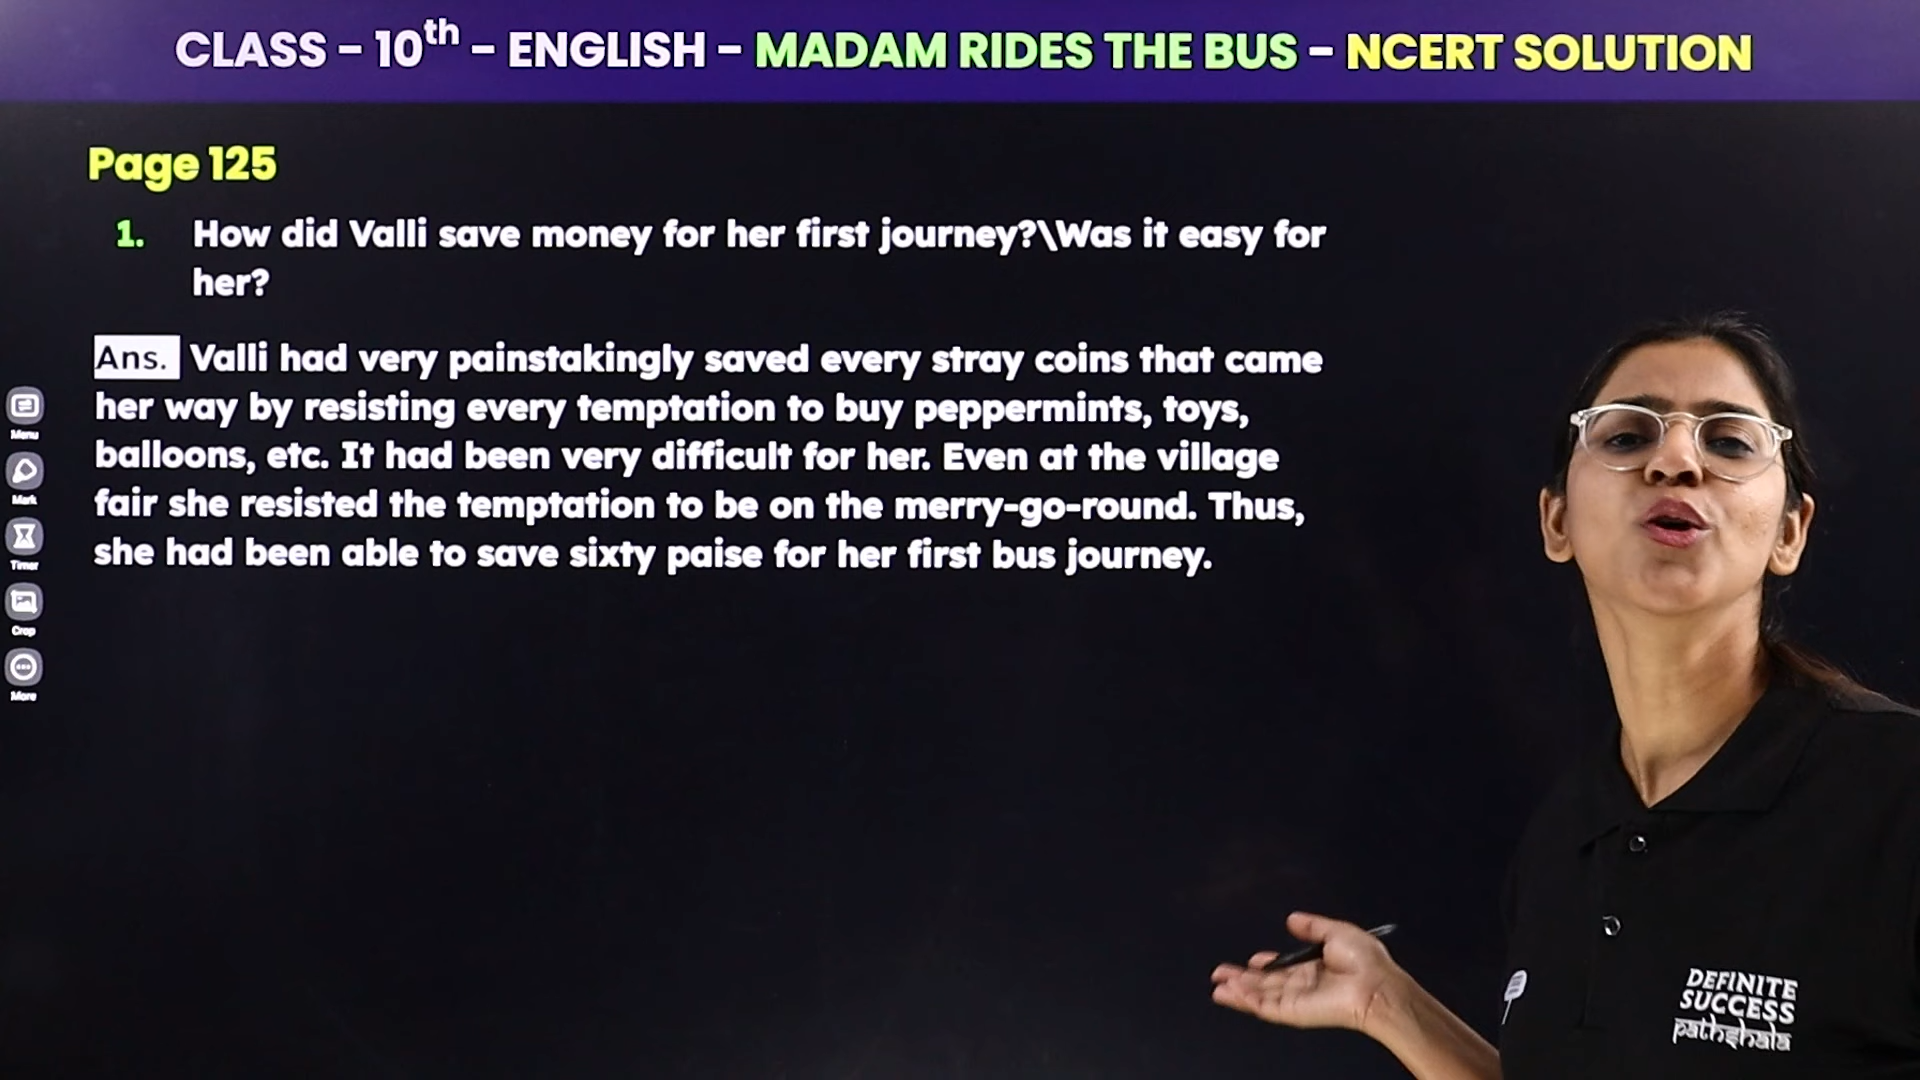 CLASS – 10th – ENGLISH – MADAM RIDES THE BUS – NCERT SOLUTION
Page 125
1. How did Valli save money for her first journey?\Was it easy for
her?
Ans. Valli had very painstakingly saved every stray coins that came
her way by resisting every temptation to buy peppermints, toys,
balloons, etc. It had been very difficult for her. Even at the village
fair she resisted the temptation to be on the merry-go-round. Thus,
she had been able to save sixty paise for her first bus journey.
Menu
Mark
Timer
Crop
More
DEFINITE
SUCCESS
pathshala